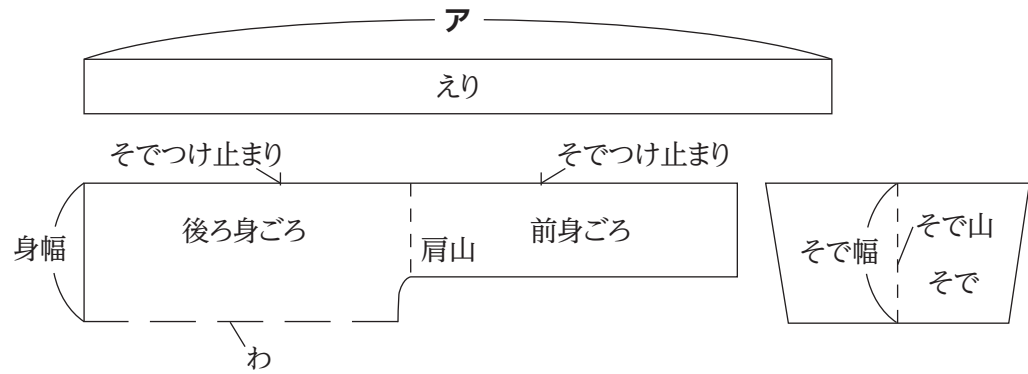 ア
えり
そでつけ止まり
そでつけ止まり
後ろ身ごろ
前身ごろ
身幅
肩山
そで幅
そで山
そで
わ